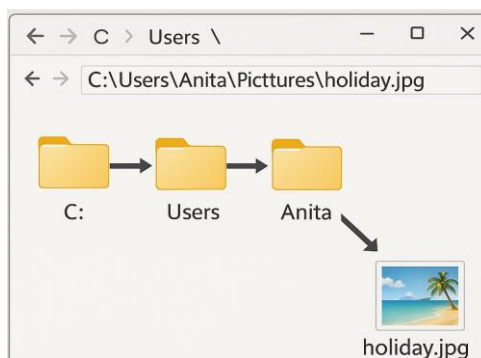 C > Users \
C:\Users\Anita\Picttures\holiday.jpg
C: Users Anita
holiday.jpg